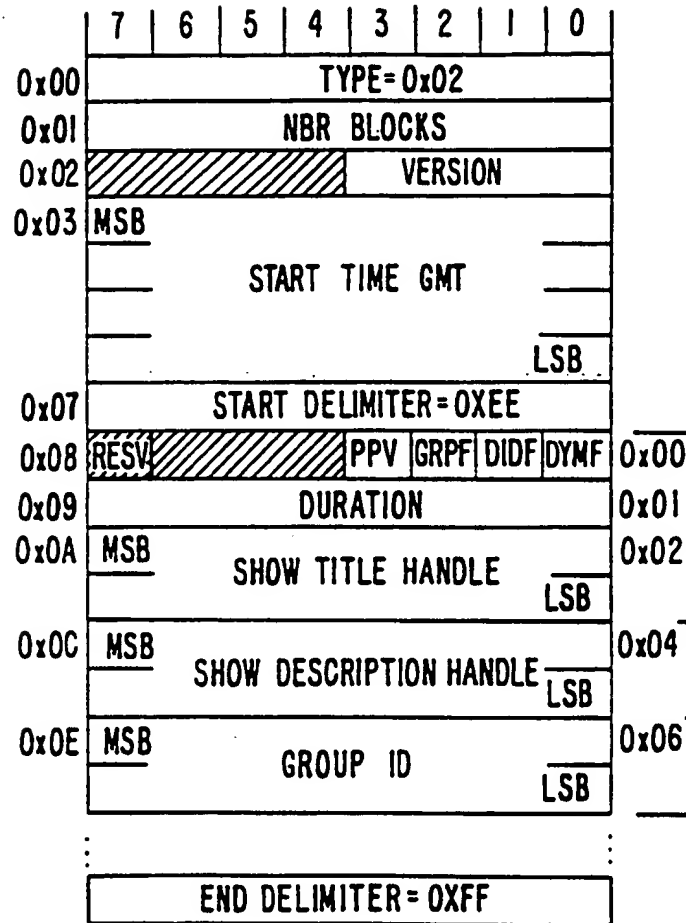 7 | 6 | 5 | 4 | 3 | 2 | 1 | 0
0x00 TYPE=0x02
0x01 NBR BLOCKS
0x02 VERSION
0x03 MSB
START TIME GMT
LSB
0x07 START DELIMITER=0XEE
0x08 RESV PPV GRPF DIDF DYMF 0x00
0x09 DURATION 0x01
0x0A MSB 0x02
SHOW TITLE HANDLE
LSB
0x0C MSB 0x04
SHOW DESCRIPTION HANDLE
LSB
0x0E MSB 0x06
GROUP ID
LSB
END DELIMITER=0XFF